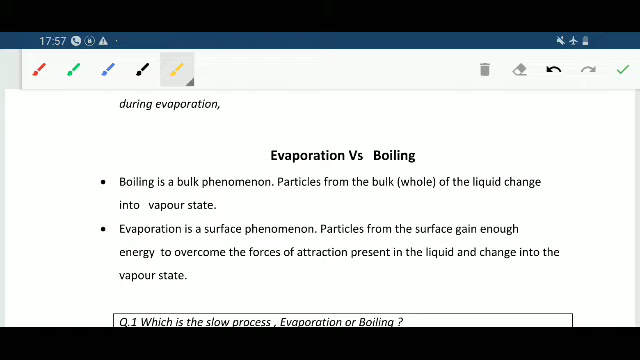 17:57
during evaporation,
Evaporation Vs Boiling
• Boiling is a bulk phenomenon. Particles from the bulk (whole) of the liquid change
into vapour state.
• Evaporation is a surface phenomenon. Particles from the surface gain enough
energy to overcome the forces of attraction present in the liquid and change into the
vapour state.
Q.1 Which is the slow process , Evaporation or Boiling ?